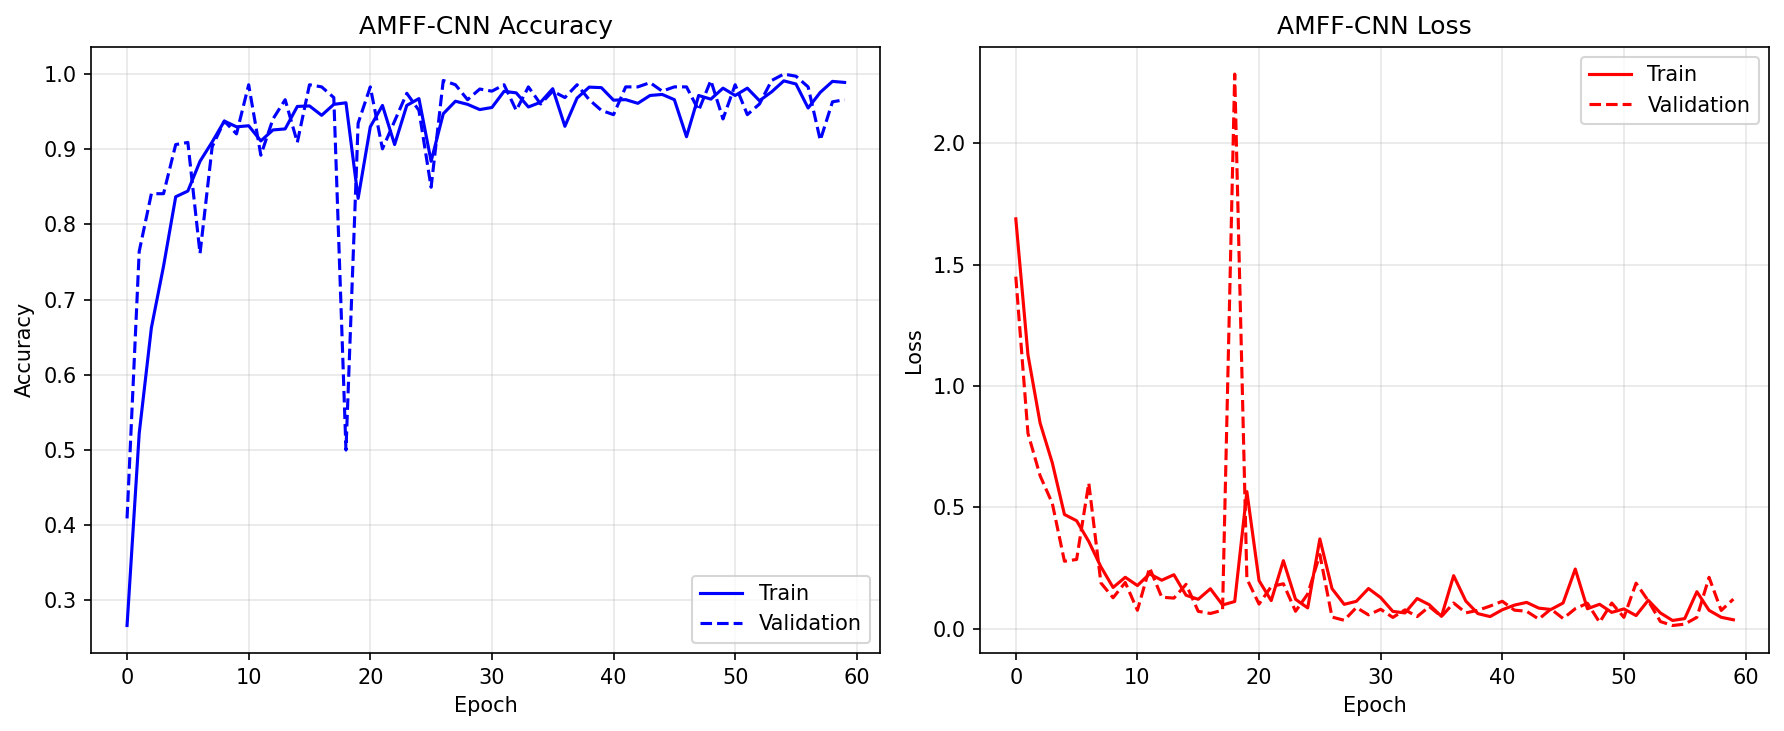 AMFF-CNN Accuracy
Accuracy
1.0
0.9
0.8
0.7
0.6
0.5
0.4
0.3
Train
Validation
0 10 20 30 40 50 60
Epoch
AMFF-CNN Loss
Loss
2.0
1.5
1.0
0.5
0.0
Train
Validation
0 10 20 30 40 50 60
Epoch